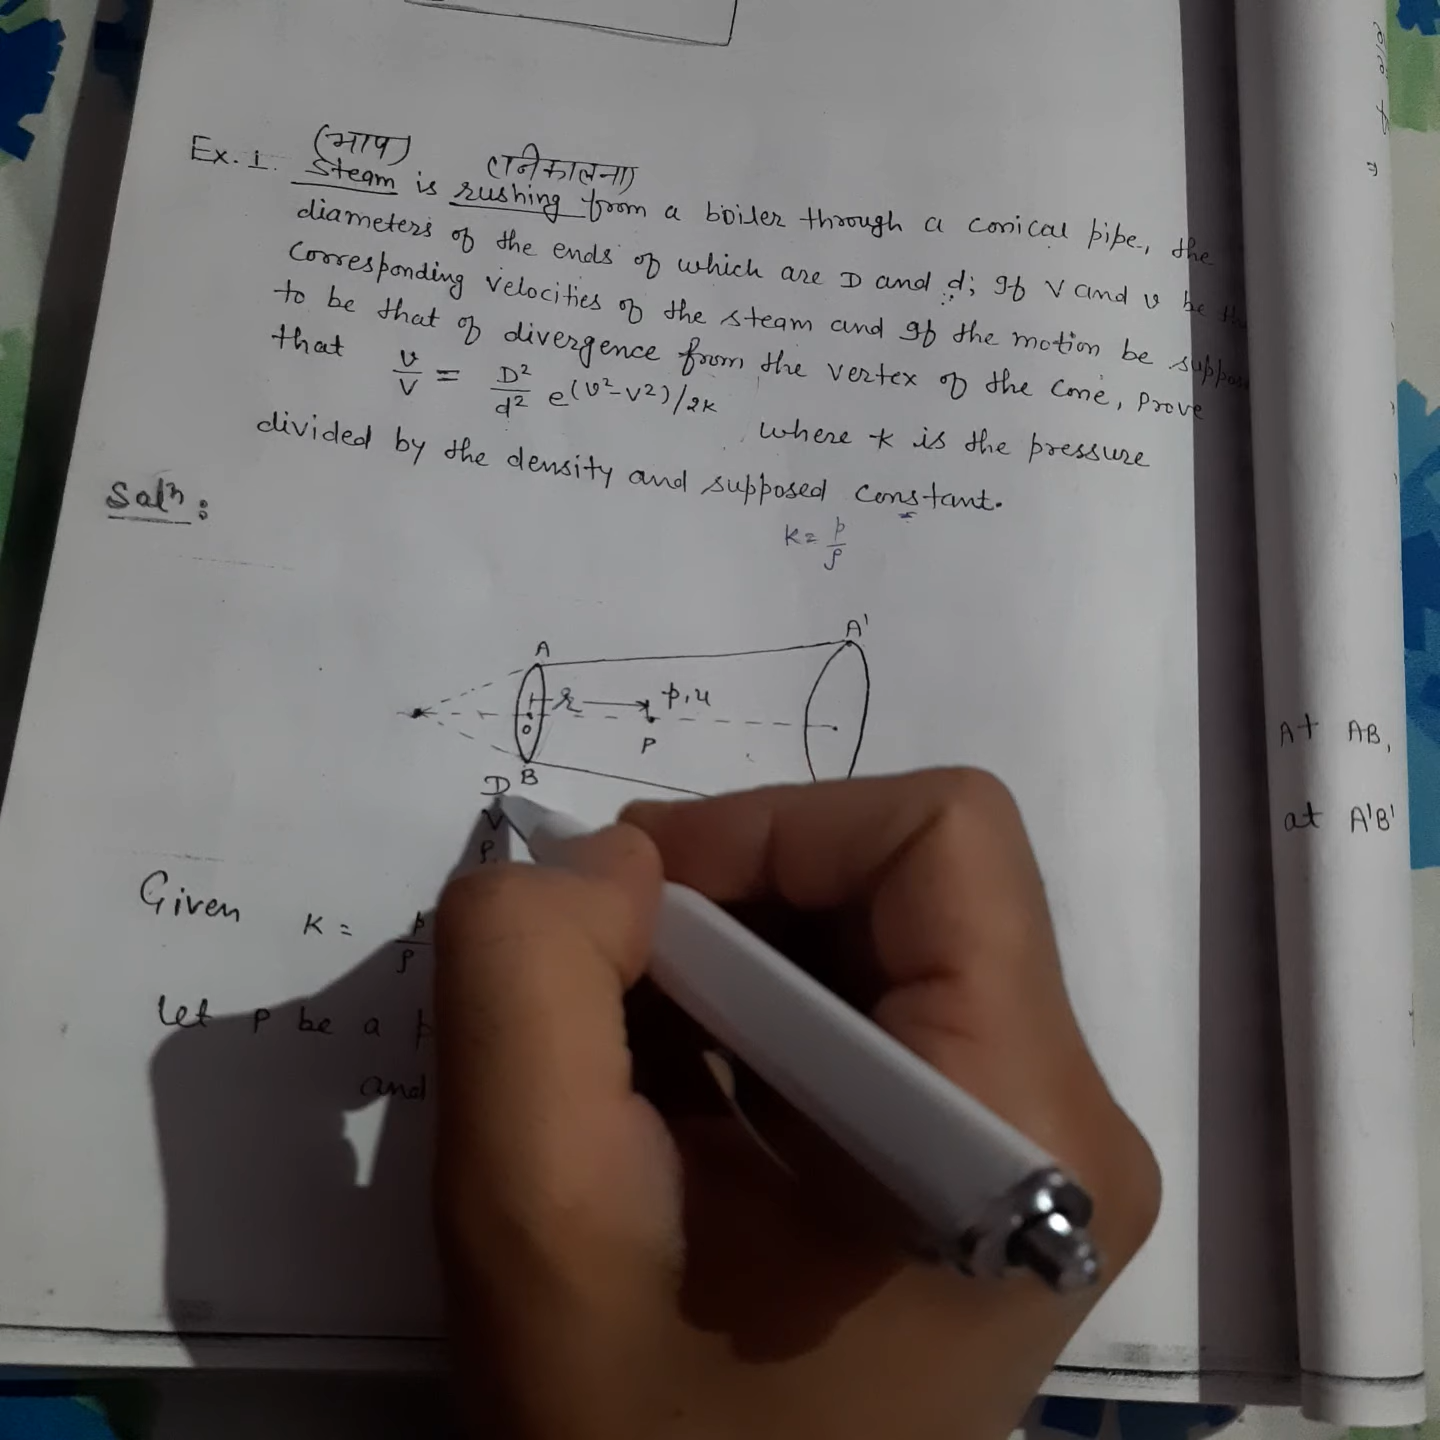 (भाप) (निकालना)
Ex. 1. Steam is rushing from a boiler through a conical pipe, the
diameters of the ends of which are D and d; If V and v be the
corresponding velocities of the steam and If the motion be suppose
to be that of divergence from the vertex of the cone, Prove
that v/V = D²/d² e(v²-V²)/2K where K is the pressure
divided by the density and supposed constant.
K = p/ρ
Solⁿ:
A A'
r p, u
O P
B
D
V
ρ
Given K = p/ρ
Let P be a p
and
At AB,
at A'B'